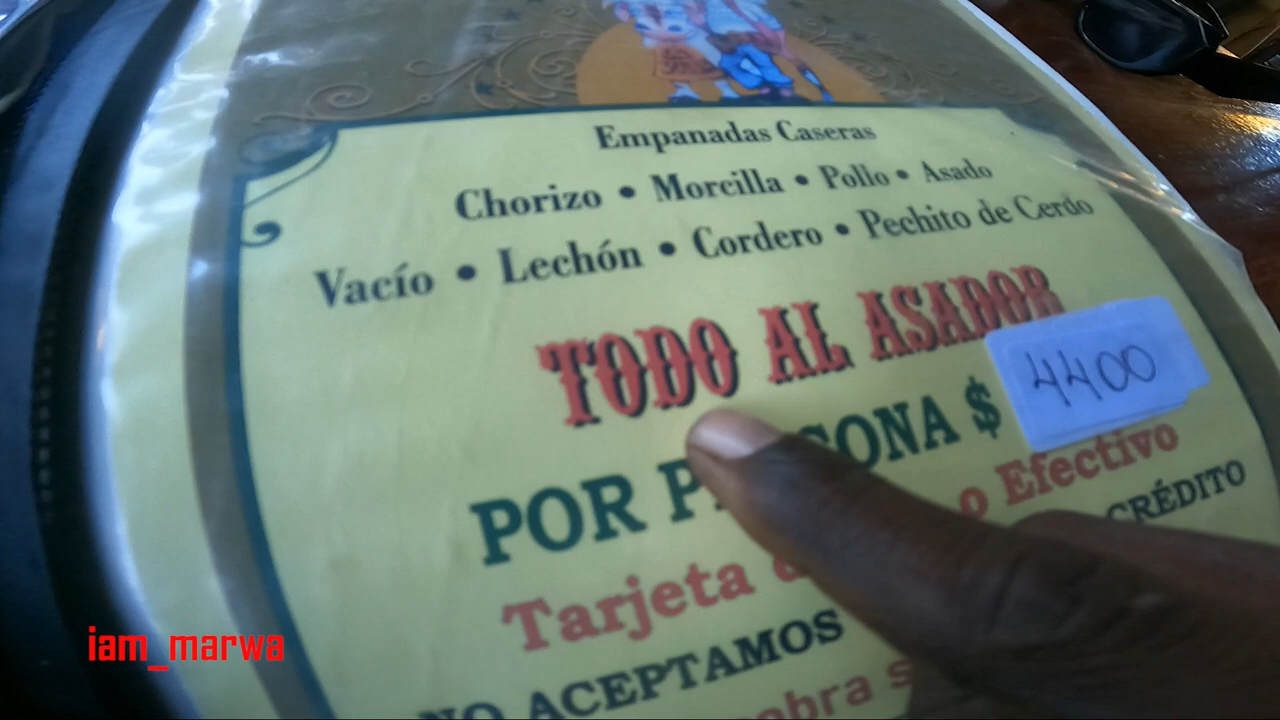 Empanadas Caseras
Chorizo • Morcilla • Pollo • Asado
Vacío • Lechón • Cordero • Pechito de Cerdo
TODO AL ASADOR
POR $ 4400
Tarjeta o Efectivo
NO ACEPTAMOS CRÉDITO
iam_marwa